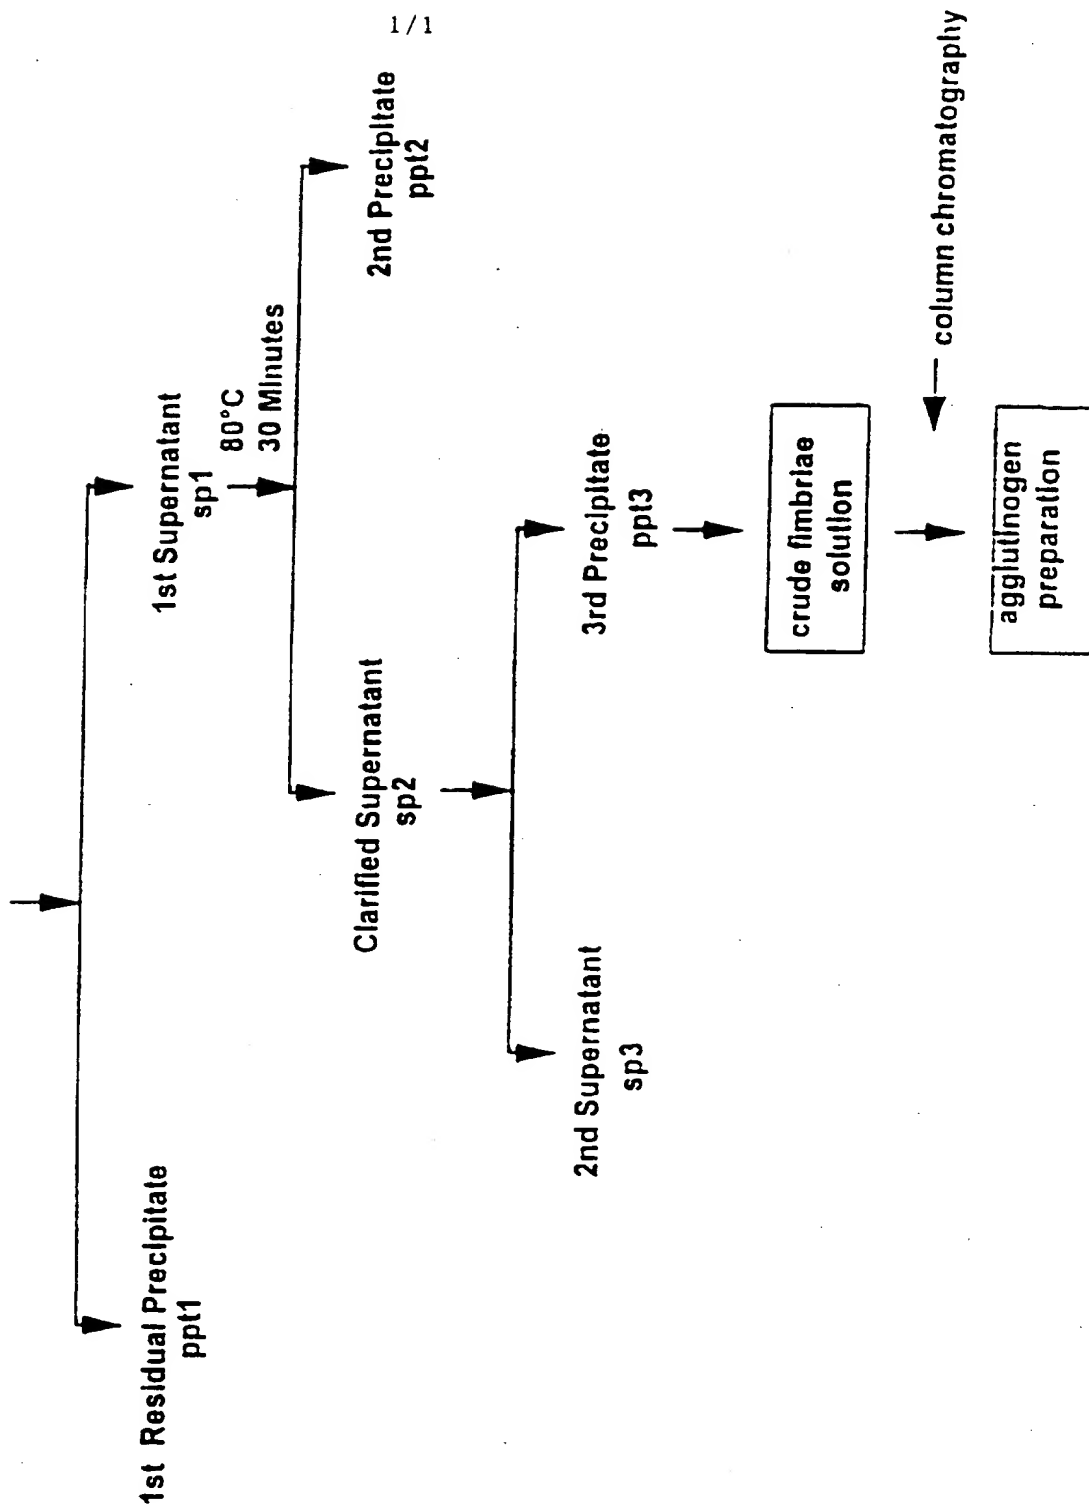 1/1
1st Residual Precipitate
ppt1
1st Supernatant
sp1
80°C
30 Minutes
Clarified Supernatant
sp2
2nd Precipitate
ppt2
2nd Supernatant
sp3
3rd Precipitate
ppt3
crude fimbriae
solution
column chromatography
agglutinogen
preparation